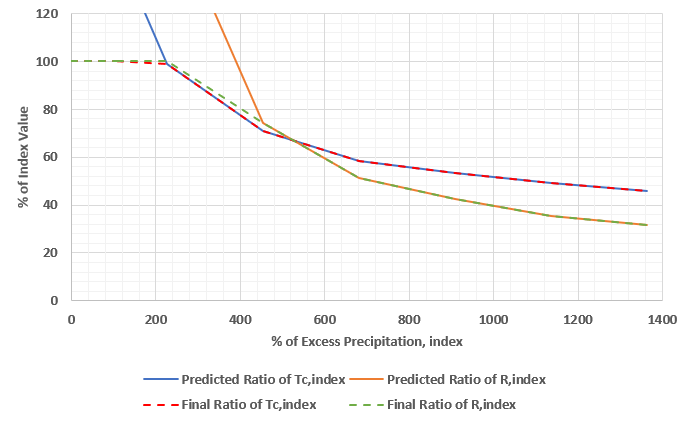 120
100
80
60
40
20
0
% of Index Value
0 200 400 600 800 1000 1200 1400
% of Excess Precipitation, index
Predicted Ratio of Tc,index Predicted Ratio of R,index
Final Ratio of Tc,index Final Ratio of R,index